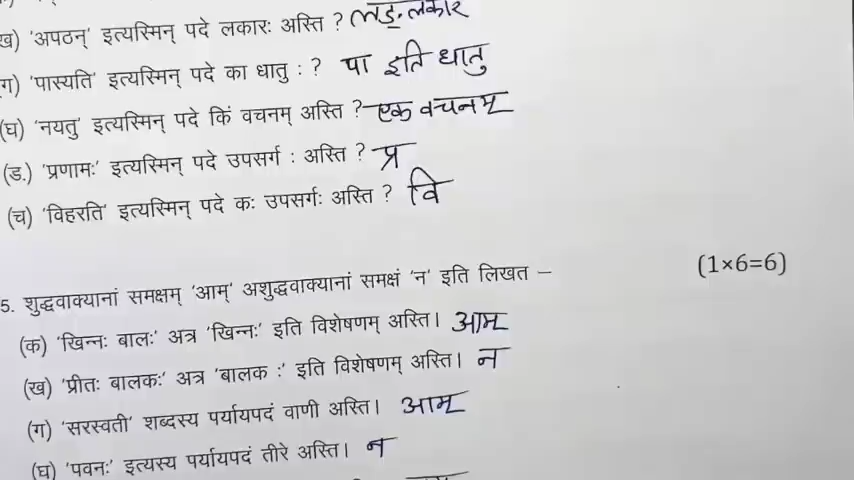 ख) 'अपठन्' इत्यस्मिन् पदे लकारः अस्ति ? लङ्. लकार
ग) 'पास्यति' इत्यस्मिन् पदे का धातु : ? पा इति धातु
(घ) 'नयतु' इत्यस्मिन् पदे किं वचनम् अस्ति ? एक वचनम्
(ड.) 'प्रणामः' इत्यस्मिन् पदे उपसर्ग : अस्ति ? प्र
(च) 'विहरति' इत्यस्मिन् पदे कः उपसर्गः अस्ति ? वि
5. शुद्धवाक्यानां समक्षम् 'आम्' अशुद्धवाक्यानां समक्षं 'न' इति लिखत – (1×6=6)
(क) 'खिन्नः बालः' अत्र 'खिन्नः' इति विशेषणम् अस्ति। आम्
(ख) 'प्रीतः बालकः' अत्र 'बालक :' इति विशेषणम् अस्ति। न
(ग) 'सरस्वती' शब्दस्य पर्यायपदं वाणी अस्ति। आम्
(घ) 'पवनः' इत्यस्य पर्यायपदं तीरे अस्ति। न